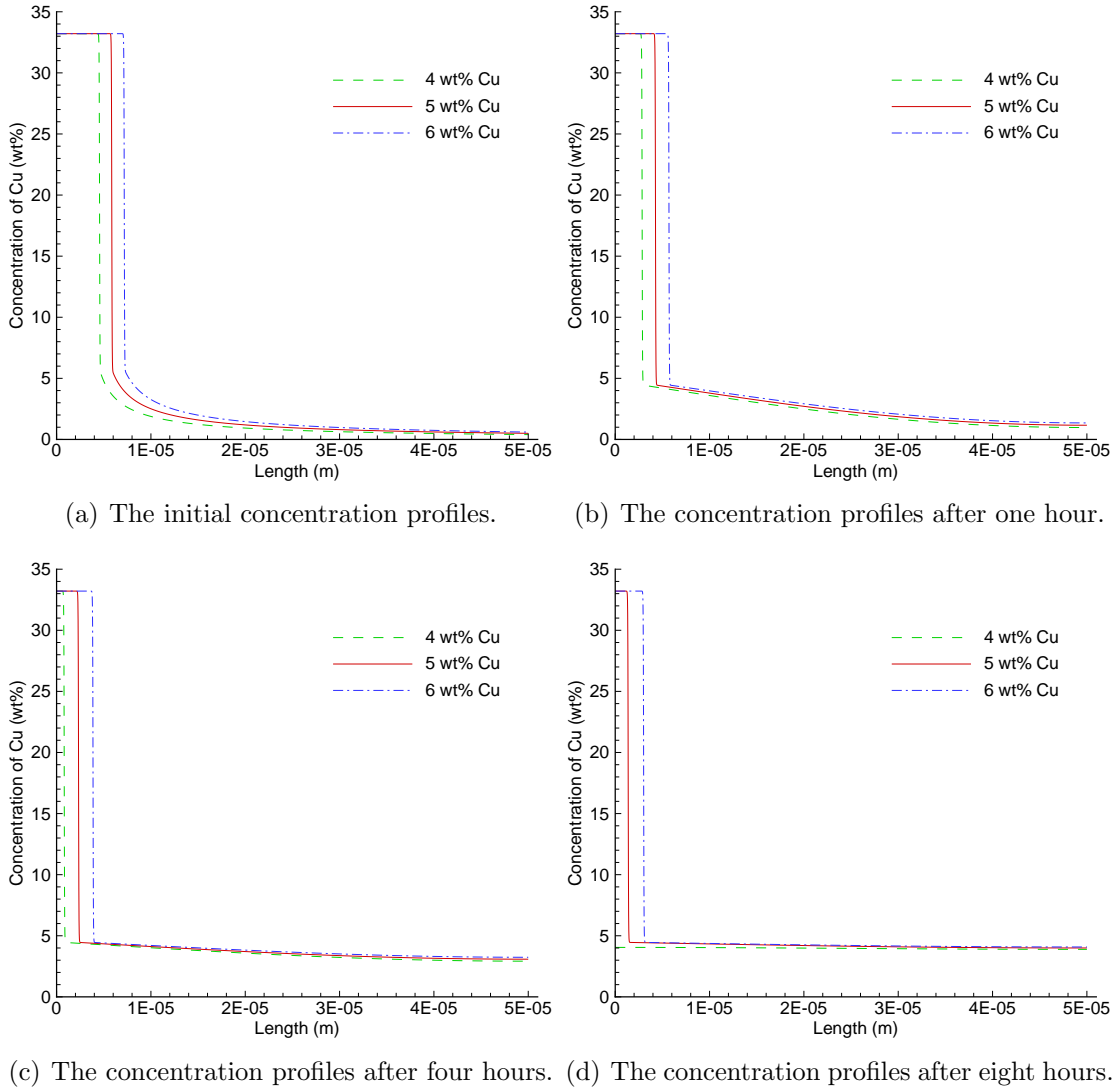 35
30
25
20
15
10
5
0
Concentration of Cu (wt%)
4 wt% Cu
5 wt% Cu
6 wt% Cu
0 1E-05 2E-05 3E-05 4E-05 5E-05
Length (m)
(a) The initial concentration profiles.
35
30
25
20
15
10
5
0
Concentration of Cu (wt%)
4 wt% Cu
5 wt% Cu
6 wt% Cu
0 1E-05 2E-05 3E-05 4E-05 5E-05
Length (m)
(b) The concentration profiles after one hour.
35
30
25
20
15
10
5
0
Concentration of Cu (wt%)
4 wt% Cu
5 wt% Cu
6 wt% Cu
0 1E-05 2E-05 3E-05 4E-05 5E-05
Length (m)
(c) The concentration profiles after four hours.
35
30
25
20
15
10
5
0
Concentration of Cu (wt%)
4 wt% Cu
5 wt% Cu
6 wt% Cu
0 1E-05 2E-05 3E-05 4E-05 5E-05
Length (m)
(d) The concentration profiles after eight hours.